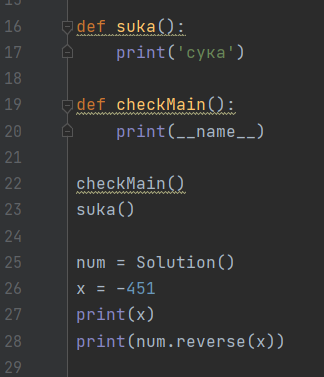 16 def suka():
17     print('сука')
18
19 def checkMain():
20     print(__name__)
21
22 checkMain()
23 suka()
24
25 num = Solution()
26 x = -451
27 print(x)
28 print(num.reverse(x))
29